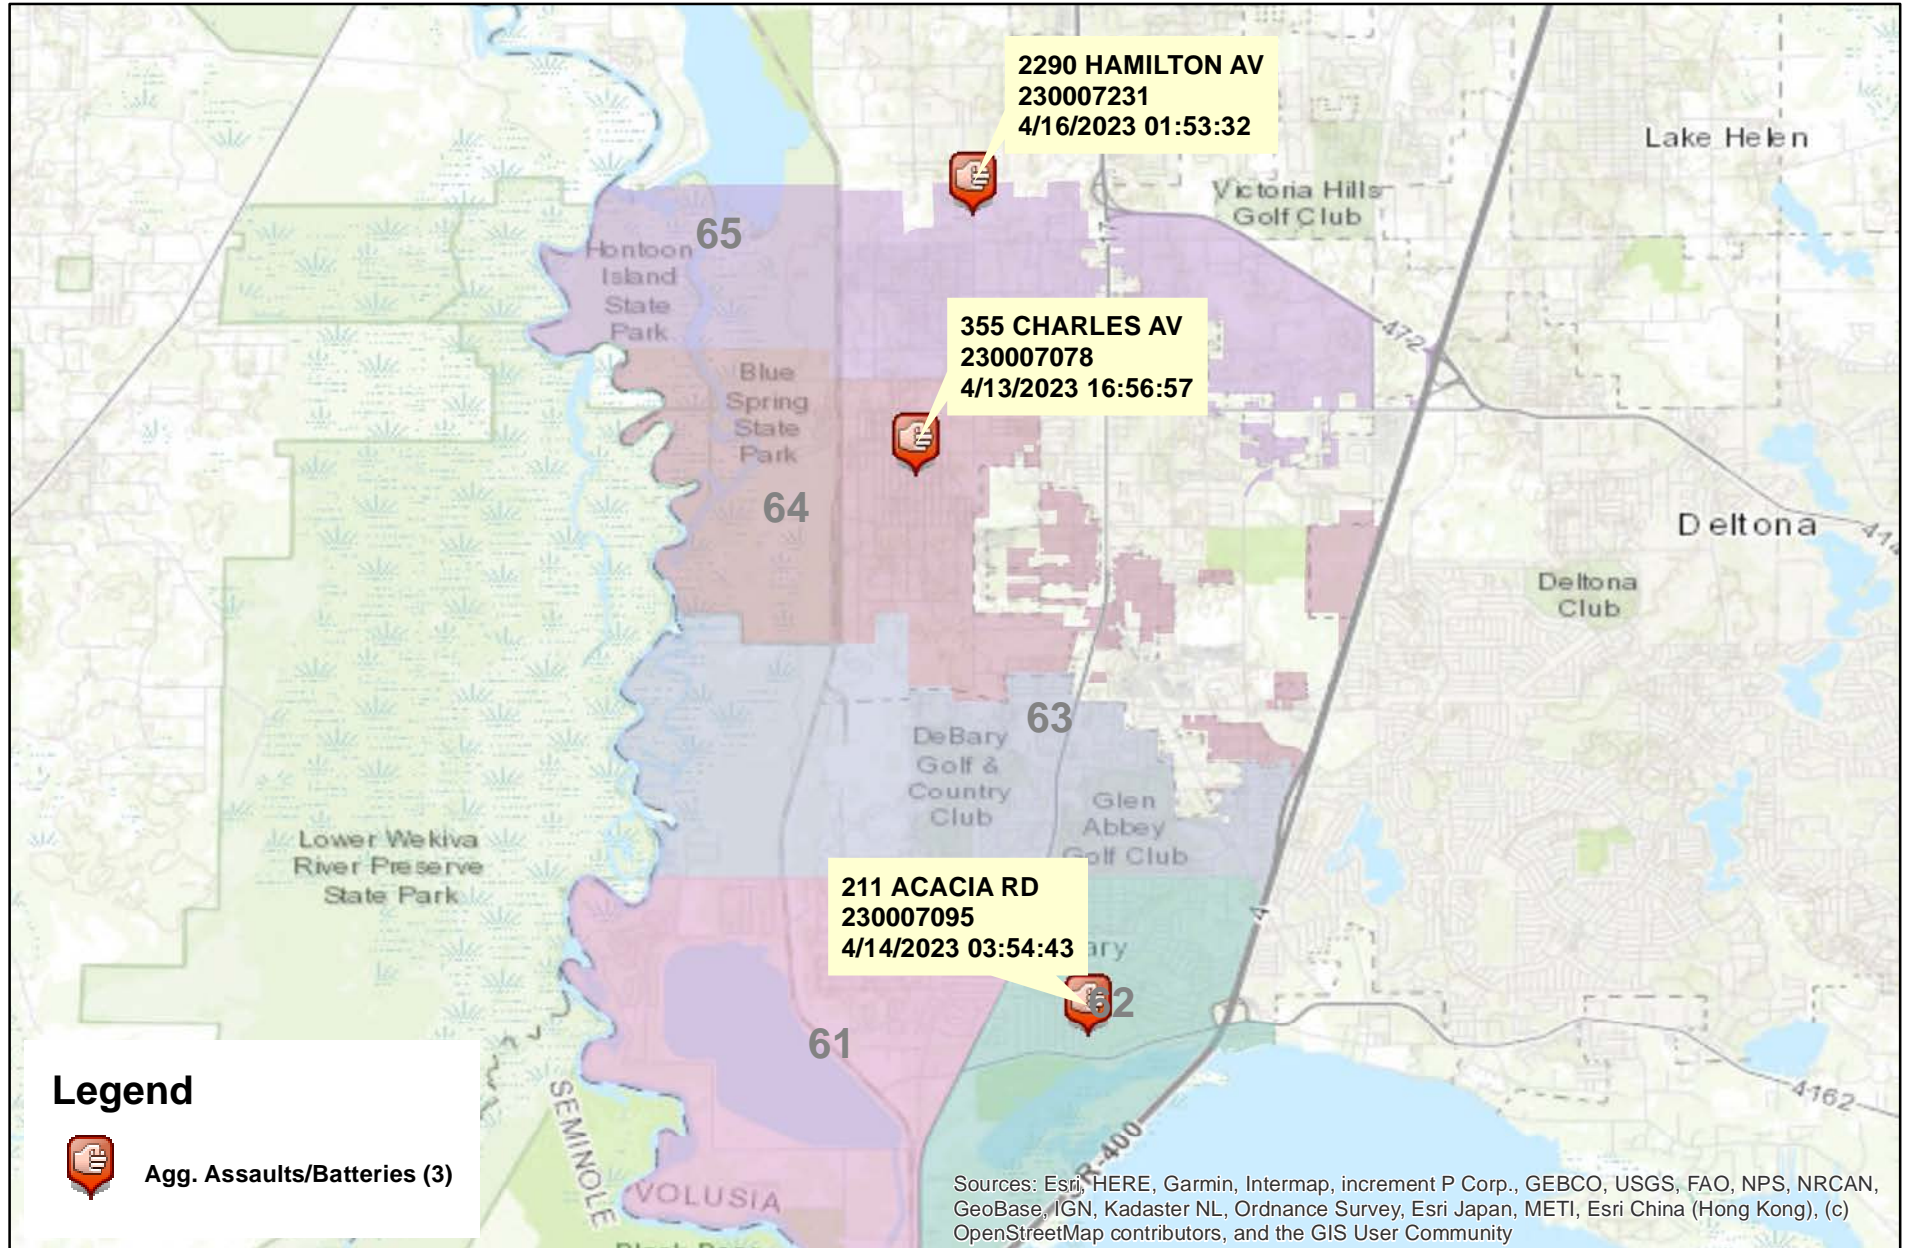 2290 HAMILTON AV
230007231
4/16/2023 01:53:32
Lake Helen
Victoria Hills
Golf Club
65
Hontoon
Island
State
Park
355 CHARLES AV
230007078
4/13/2023 16:56:57
472
Blue
Spring
State
Park
64
Deltona
414
Deltona
Club
63
DeBary
Golf &
Country
Club
Glen
Abbey
Golf Club
Lower Wekiva
River Preserve
State Park
211 ACACIA RD
230007095
4/14/2023 03:54:43
ary
4
62
61
4162
Legend
Agg. Assaults/Batteries (3)
SEMINOLE
VOLUSIA
SR-400
Sources: Esri, HERE, Garmin, Intermap, increment P Corp., GEBCO, USGS, FAO, NPS, NRCAN,
GeoBase, IGN, Kadaster NL, Ordnance Survey, Esri Japan, METI, Esri China (Hong Kong), (c)
OpenStreetMap contributors, and the GIS User Community